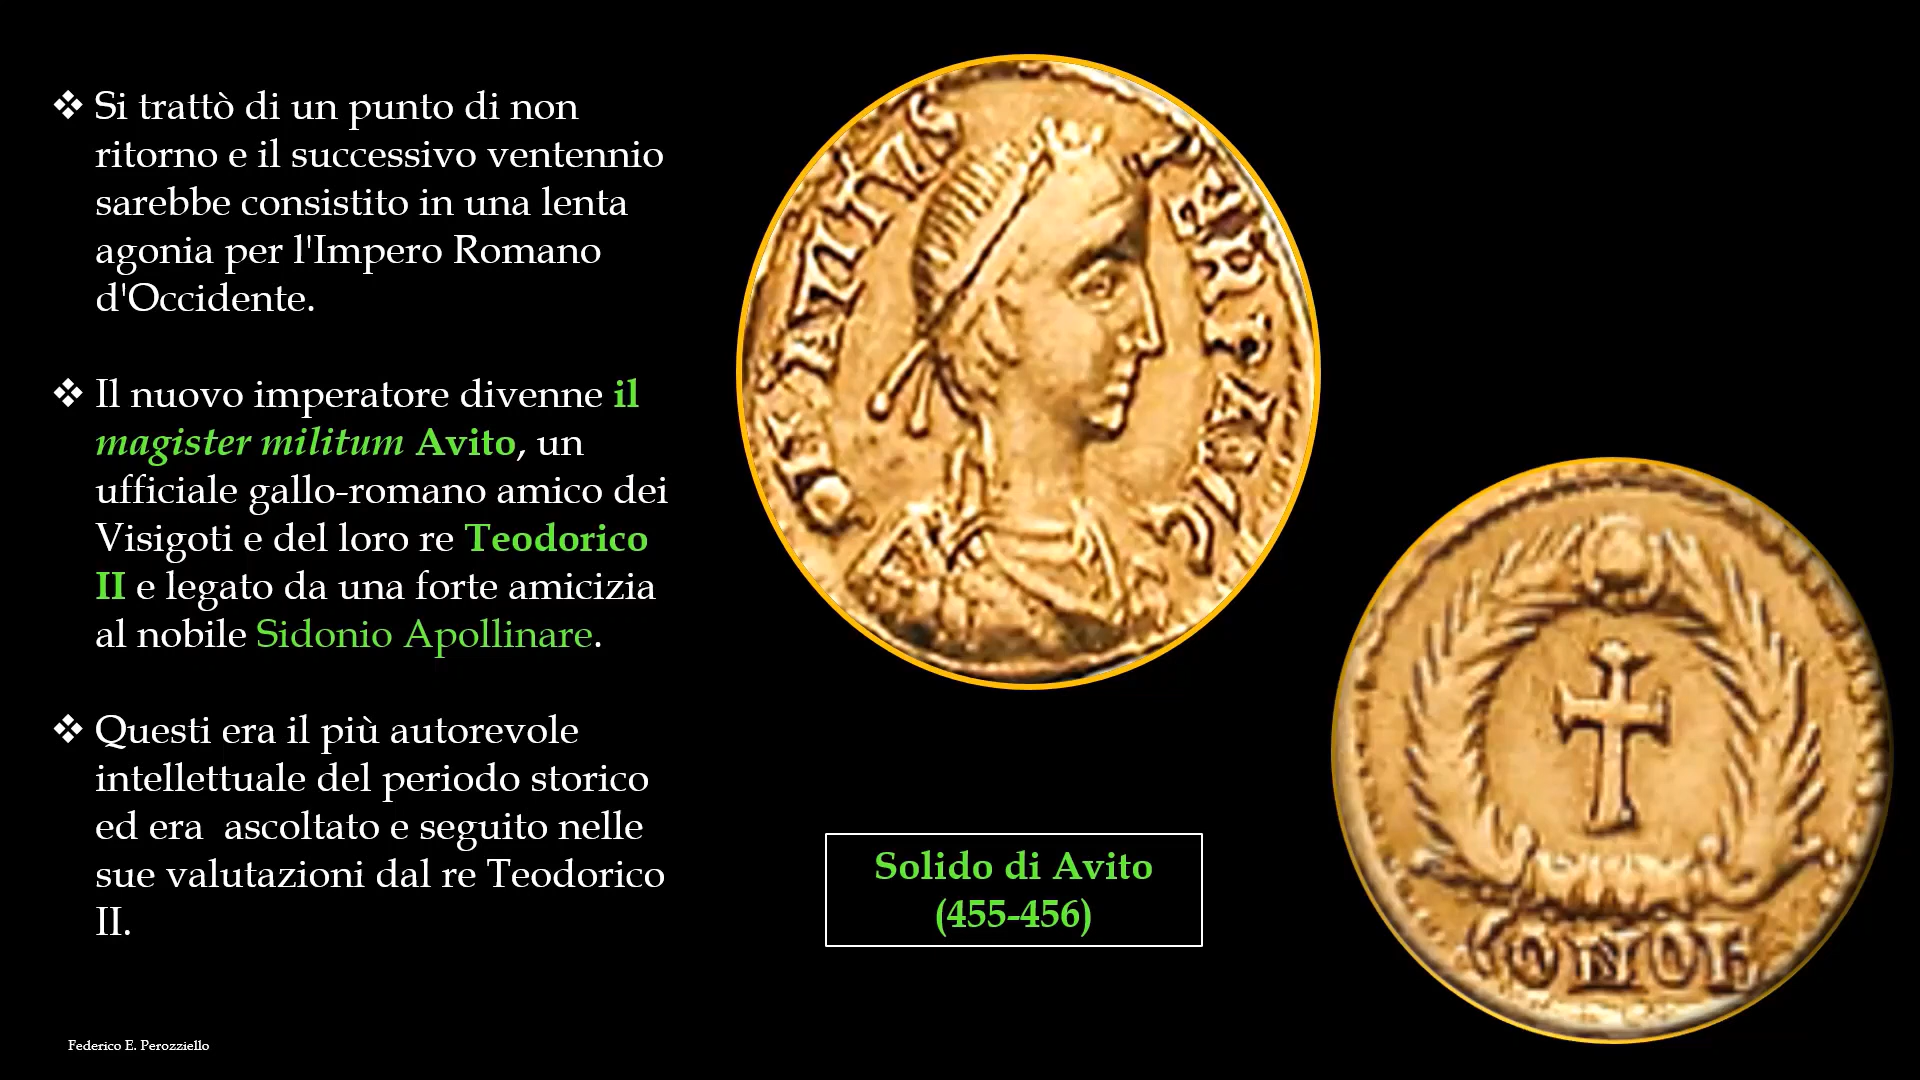 ❖ Si trattò di un punto di non
ritorno e il successivo ventennio
sarebbe consistito in una lenta
agonia per l'Impero Romano
d'Occidente.
❖ Il nuovo imperatore divenne il
magister militum Avito, un
ufficiale gallo-romano amico dei
Visigoti e del loro re Teodorico
II e legato da una forte amicizia
al nobile Sidonio Apollinare.
❖ Questi era il più autorevole
intellettuale del periodo storico
ed era  ascoltato e seguito nelle
sue valutazioni dal re Teodorico
II.
Solido di Avito
(455-456)
Federico E. Perozziello